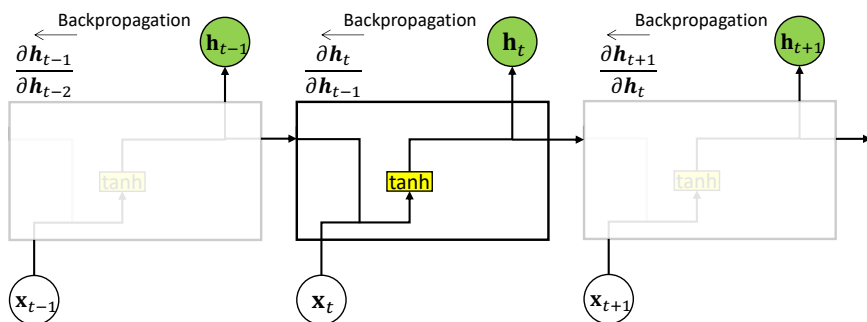 Backpropagation Backpropagation Backpropagation
∂h_{t−1}/∂h_{t−2} h_{t−1} ∂h_t/∂h_{t−1} h_t ∂h_{t+1}/∂h_t h_{t+1}
tanh tanh tanh
x_{t−1} x_t x_{t+1}